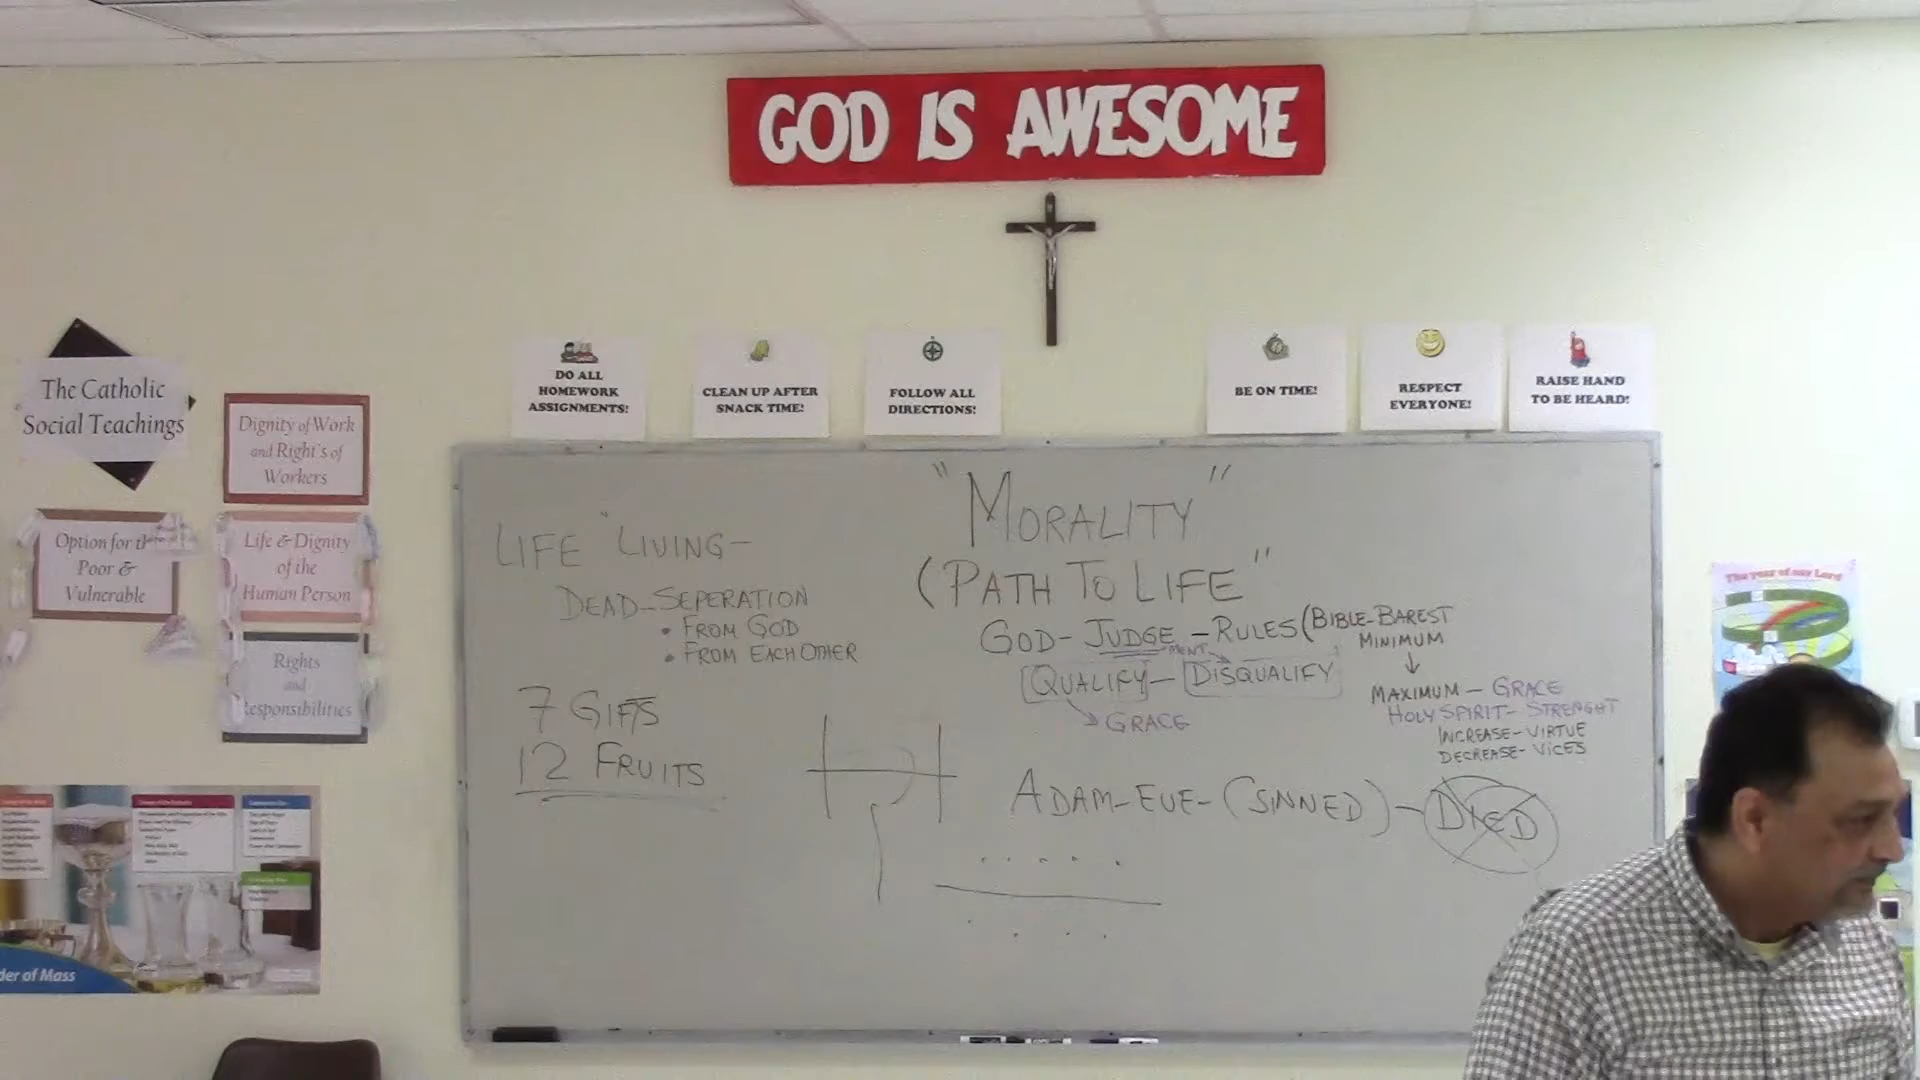 GOD IS AWESOME
DO ALL
HOMEWORK
ASSIGNMENTS!
CLEAN UP AFTER
SNACK TIME!
FOLLOW ALL
DIRECTIONS!
BE ON TIME!
RESPECT
EVERYONE!
RAISE HAND
TO BE HEARD!
The Catholic
Social Teachings
Dignity of Work
and Right's of
Workers
Option for
Poor &
Vulnerable
Life & Dignity
of the
Human Person
Rights
and
Responsibilities
der of Mass
The year of our Lord
LIFE "LIVING-
DEAD-SEPERATION
• FROM GOD
• FROM EACH OTHER
7 GIFTS
12 FRUITS
"MORALITY"
(PATH TO LIFE"
GOD-JUDGE-RULES(BIBLE-BAREST
MENT
MINIMUM
QUALIFY-DISQUALIFY
GRACE
MAXIMUM-GRACE
HOLY SPIRIT-STRENGHT
INCREASE-VIRTUE
DECREASE-VICES
ADAM-EVE-(SINNED)-DIED